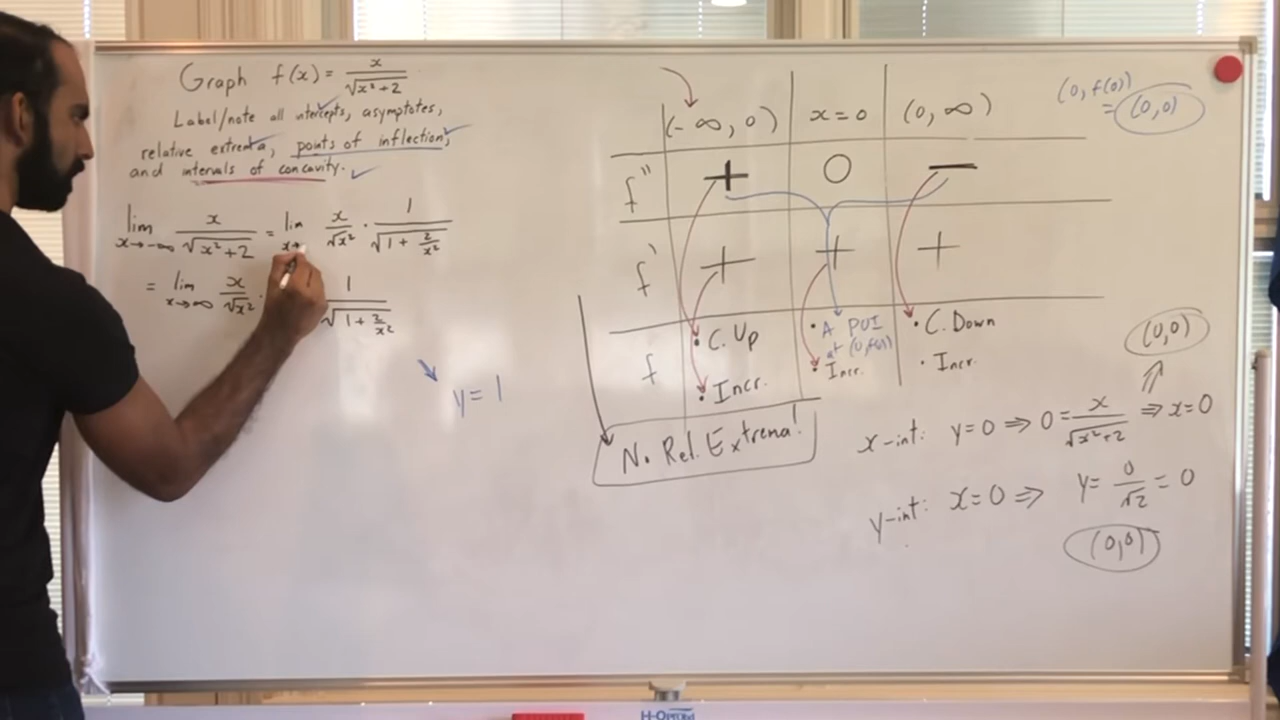 Graph f(x) = x/√(x²+2)
Label/note all intercepts, asymptotes,
relative extrema, points of inflection,
and intervals of concavity.
lim x→-∞ x/√(x²+2) = lim x→ x/√x² · 1/√(1+2/x²)
= lim x→∞ x/√x² · 1/√(1+2/x²)
y = 1
(-∞, 0) x=0 (0, ∞)
f'' + 0 −
f' + + +
f
• C. Up
• Incr.
• A POI
at (0,f(0))
• Incr.
• C. Down
• Incr.
No Rel. Extrema!
(0, f(0))
= (0,0)
(0,0)
x-int: y=0 ⇒ 0 = x/√(x²+2) ⇒ x=0
y-int: x=0 ⇒ y = 0/√2 = 0
(0,0)